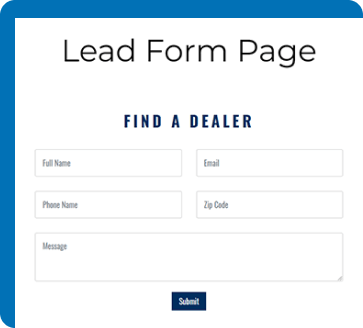 Lead Form Page
FIND A DEALER
Full Name
Email
Phone Name
Zip Code
Message
Submit